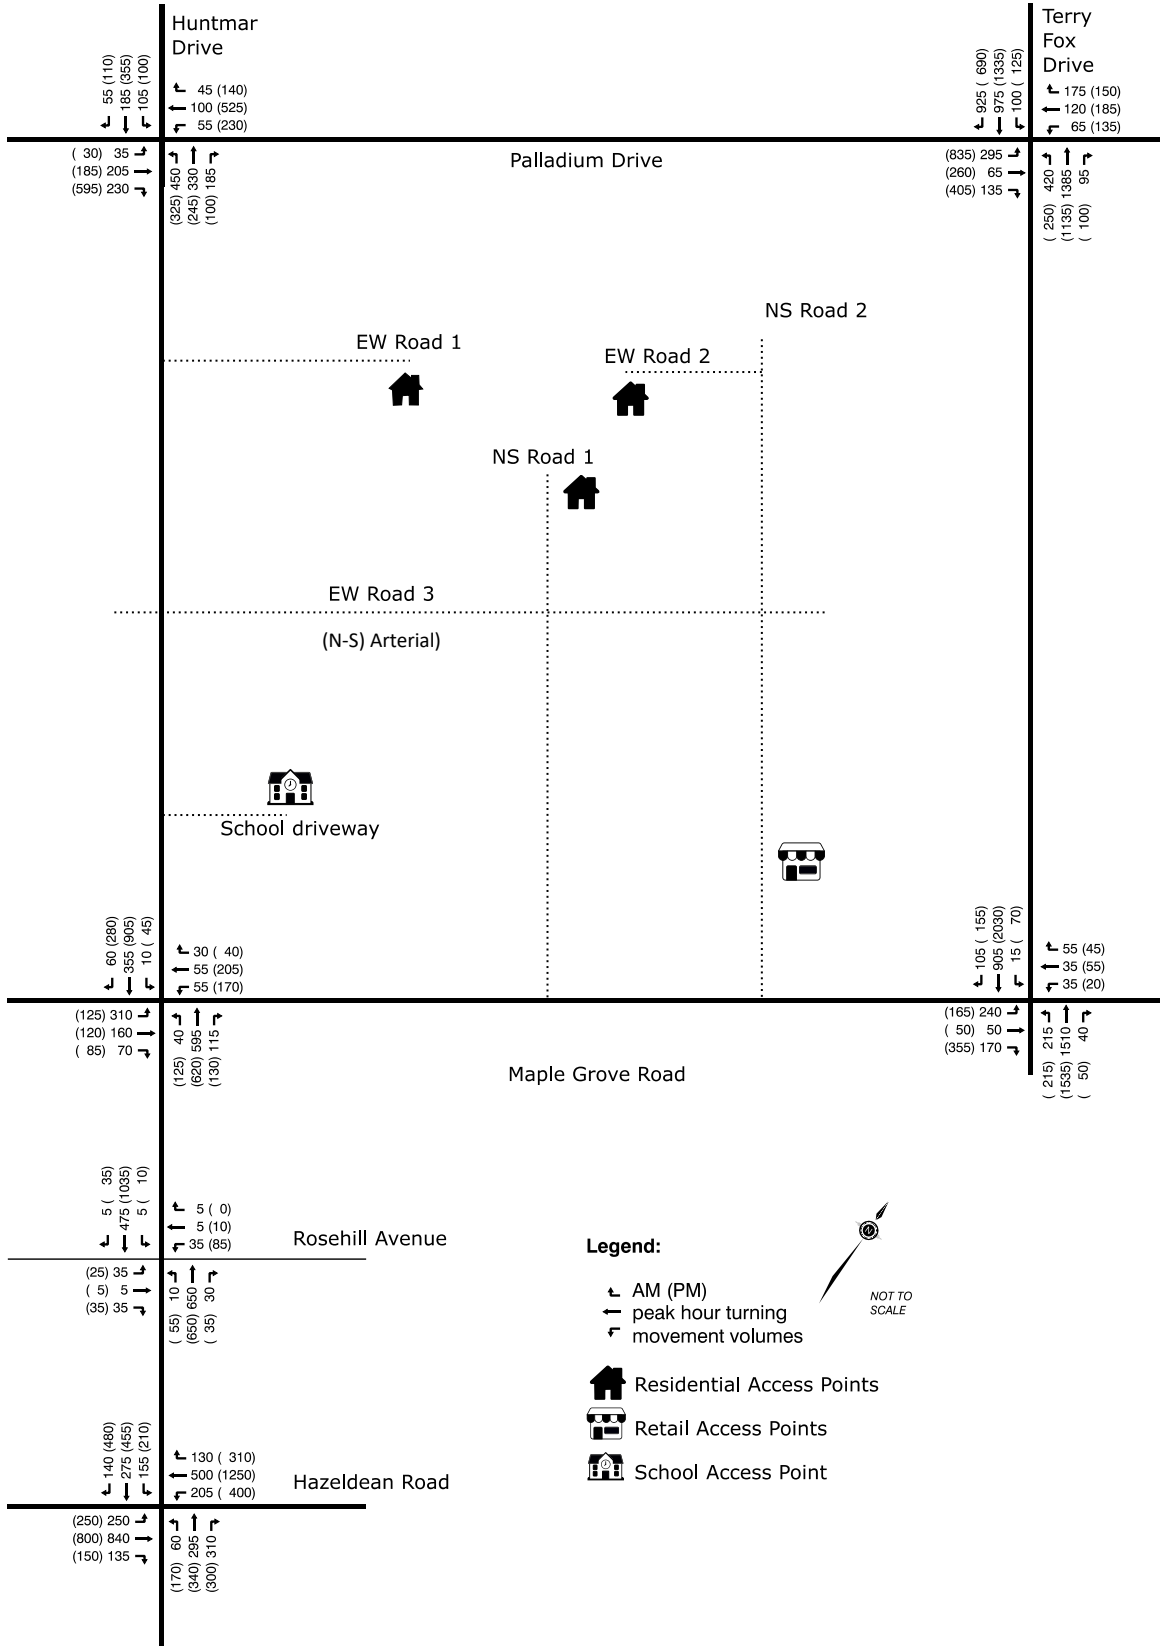 Huntmar
Drive
Terry
Fox
Drive
55 (110)
185 (355)
105 (100)
45 (140)
100 (525)
55 (230)
925 ( 690)
975 (1335)
100 ( 125)
175 (150)
120 (185)
65 (135)
( 30) 35
(185) 205
(595) 230
(325) 450
(245) 330
(100) 185
Palladium Drive
(835) 295
(260) 65
(405) 135
( 250) 420
(1135) 1385
( 100) 95
NS Road 2
EW Road 1
EW Road 2
NS Road 1
EW Road 3
(N-S) Arterial)
School driveway
60 (280)
355 (905)
10 ( 45)
30 ( 40)
55 (205)
55 (170)
105 ( 155)
905 (2030)
15 ( 70)
55 (45)
35 (55)
35 (20)
(125) 310
(120) 160
( 85) 70
(125) 40
(620) 595
(130) 115
Maple Grove Road
(165) 240
( 50) 50
(355) 170
( 215) 215
(1535) 1510
( 50) 40
5 ( 35)
475 (1035)
5 ( 10)
5 ( 0)
5 (10)
35 (85)
Rosehill Avenue
(25) 35
( 5) 5
(35) 35
( 55) 10
(650) 650
( 35) 30
Legend:
AM (PM)
peak hour turning
movement volumes
NOT TO
SCALE
Residential Access Points
Retail Access Points
School Access Point
140 (480)
275 (455)
155 (210)
130 ( 310)
500 (1250)
205 ( 400)
Hazeldean Road
(250) 250
(800) 840
(150) 135
(170) 60
(340) 295
(300) 310